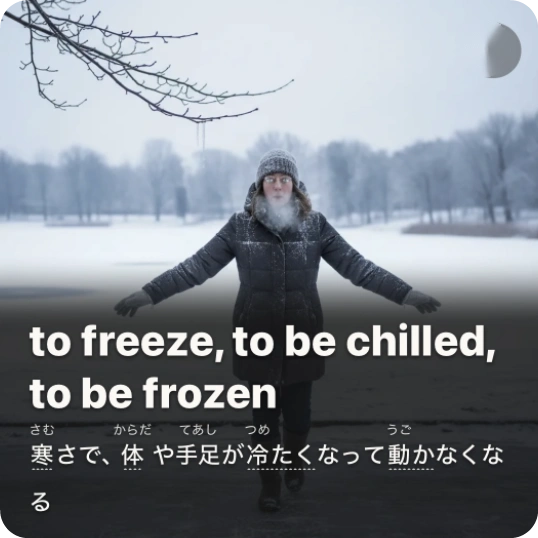 to freeze, to be chilled,
to be frozen
さむ からだ てあし つめ うご
寒さで、体 や手足が冷たくなって動かなくな
る